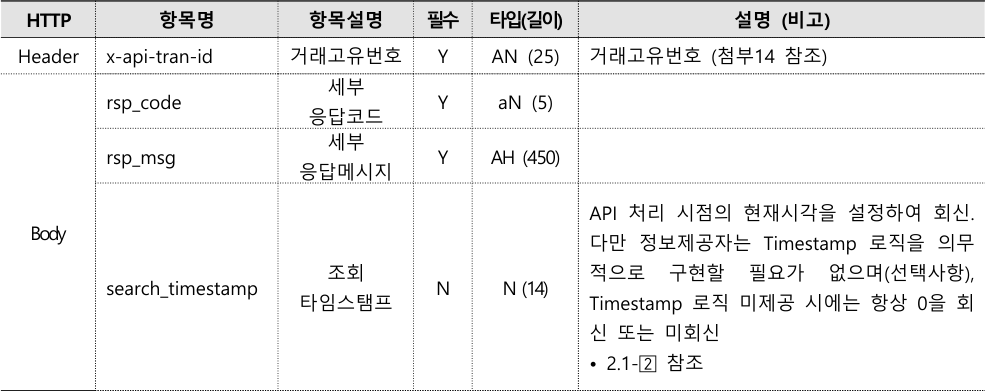 HTTP 항목명 항목설명 필수 타입(길이) 설명 (비고)
Header x-api-tran-id 거래고유번호 Y AN (25) 거래고유번호 (첨부14 참조)
Body
rsp_code 세부
응답코드 Y aN (5)
rsp_msg 세부
응답메시지 Y AH (450)
search_timestamp 조회
타임스탬프 N N (14)
API 처리 시점의 현재시각을 설정하여 회신.
다만 정보제공자는 Timestamp 로직을 의무
적으로 구현할 필요가 없으며(선택사항),
Timestamp 로직 미제공 시에는 항상 0을 회
신 또는 미회신
• 2.1-2 참조